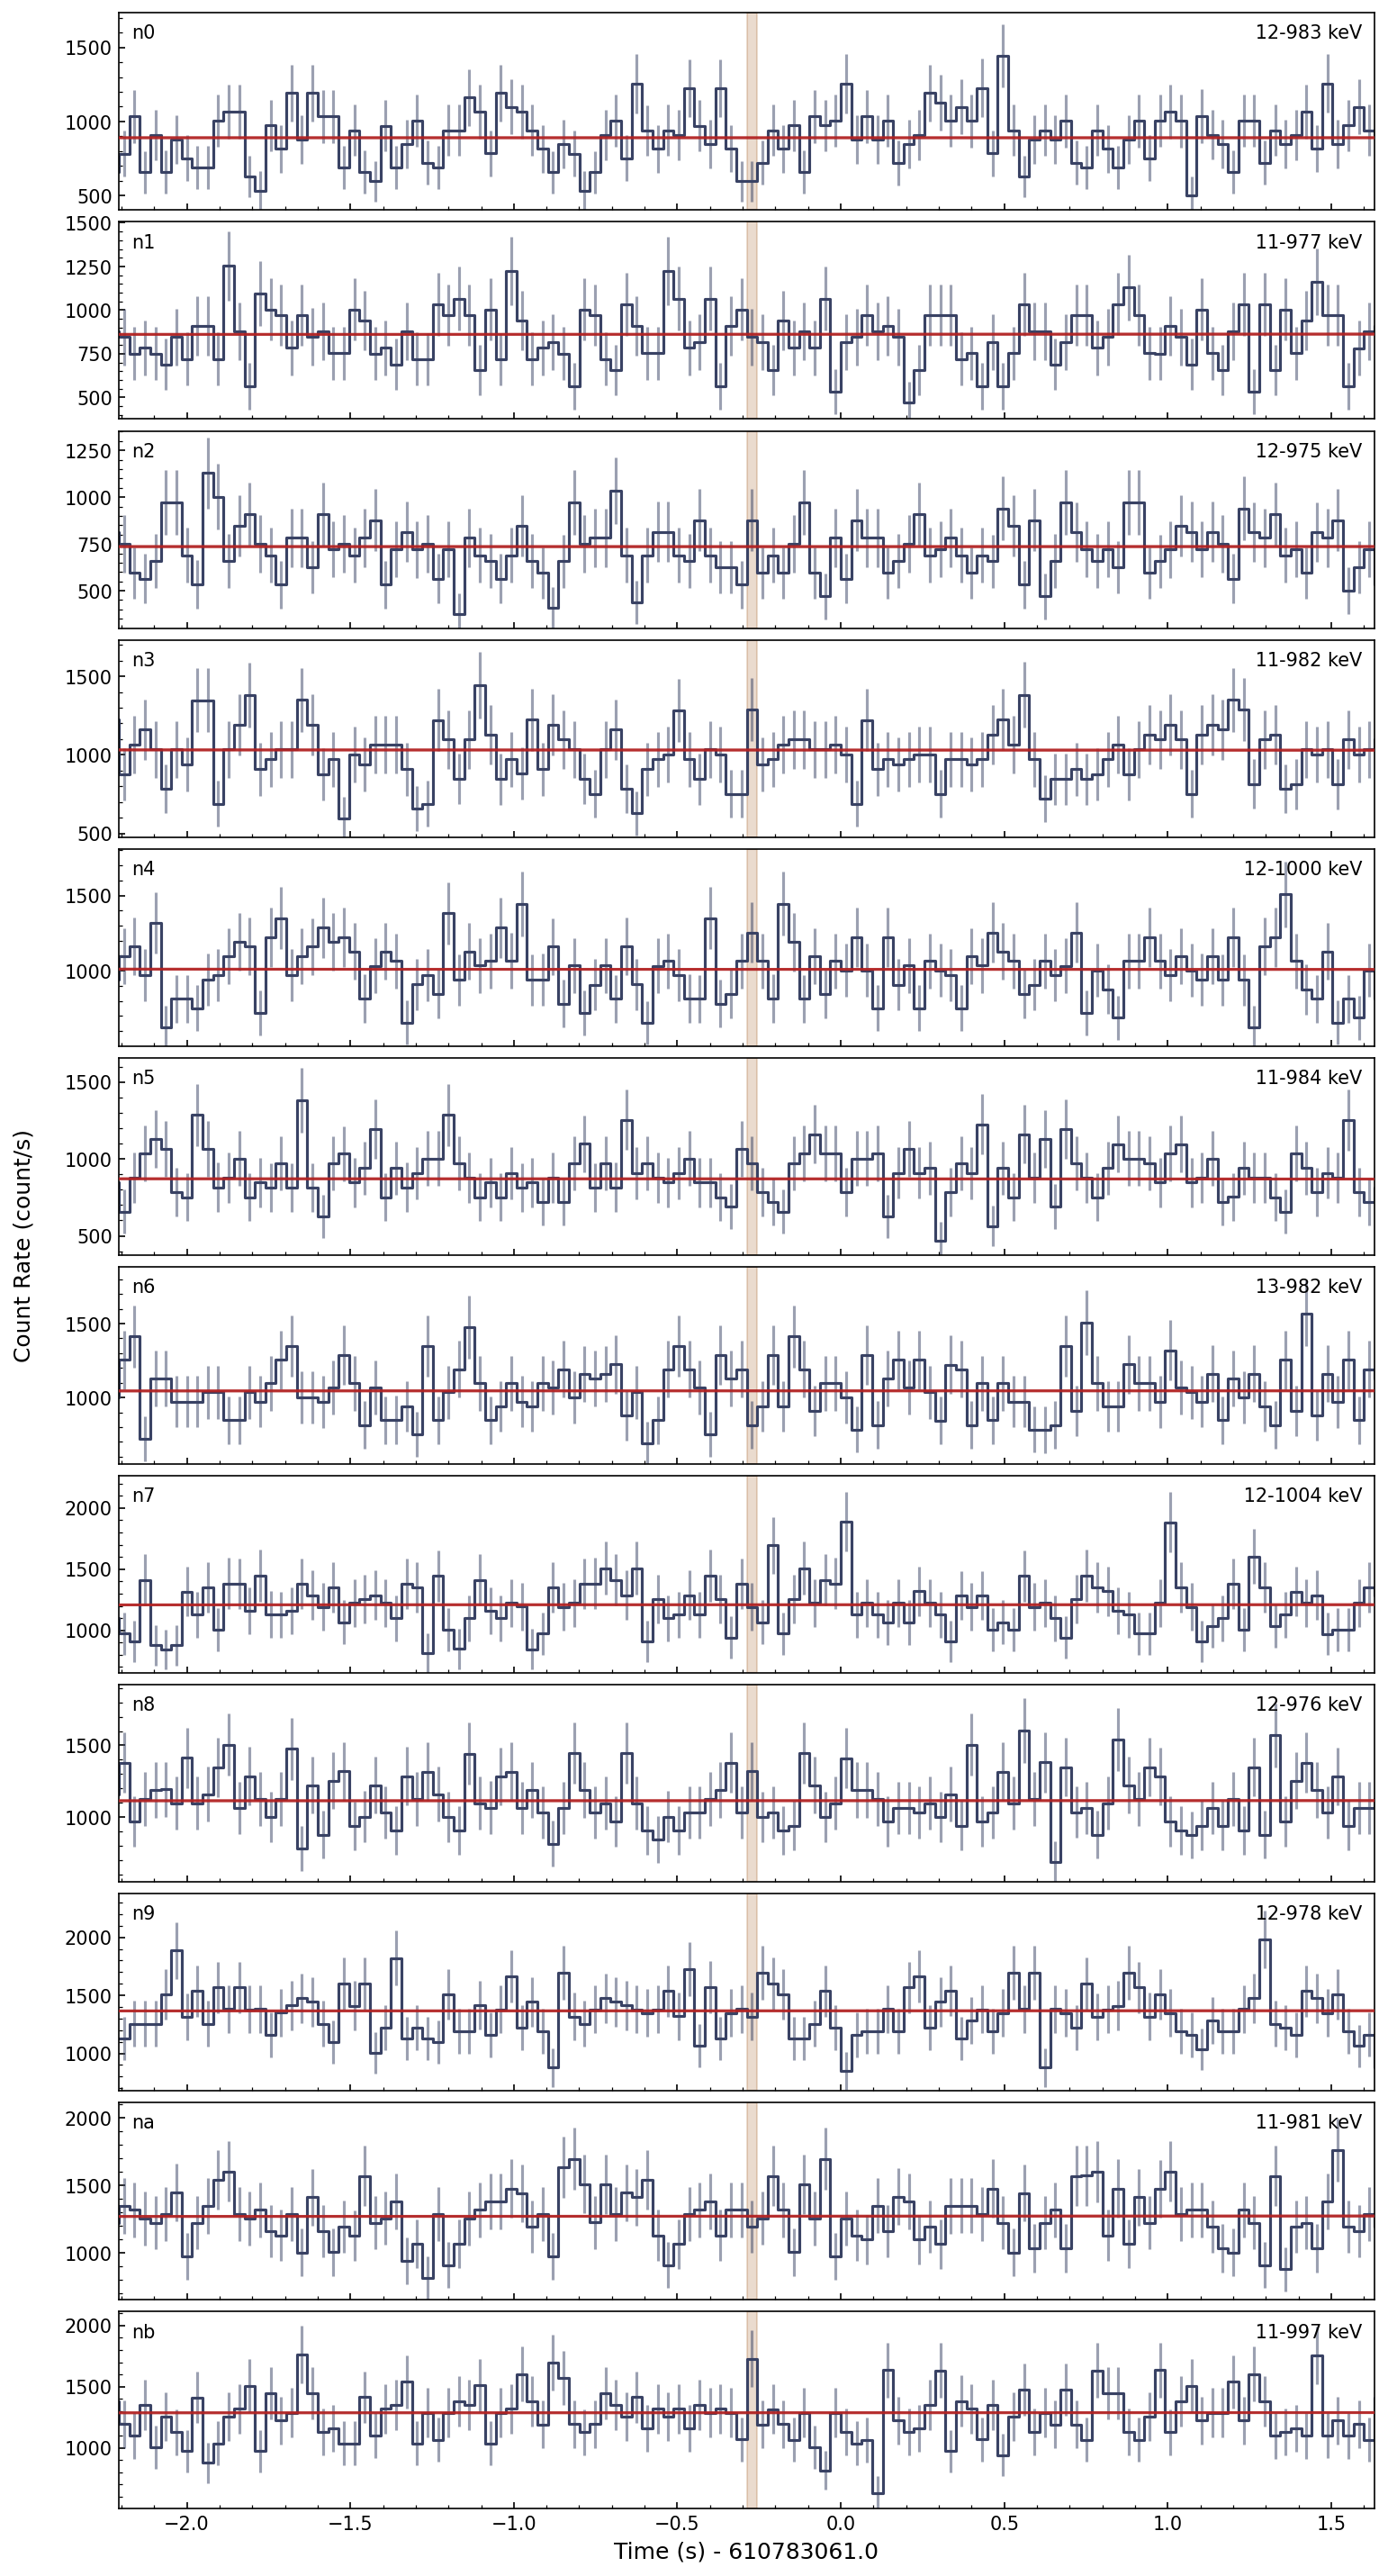 n0 12-983 keV
1500
1000
500
n1 11-977 keV
1500
1250
1000
750
500
n2 12-975 keV
1250
1000
750
500
n3 11-982 keV
1500
1000
500
n4 12-1000 keV
1500
1000
n5 11-984 keV
1500
1000
500
n6 13-982 keV
1500
1000
n7 12-1004 keV
2000
1500
1000
n8 12-976 keV
1500
1000
n9 12-978 keV
2000
1500
1000
na 11-981 keV
2000
1500
1000
nb 11-997 keV
2000
1500
1000
Count Rate (count/s)
−2.0 −1.5 −1.0 −0.5 0.0 0.5 1.0 1.5
Time (s) - 610783061.0